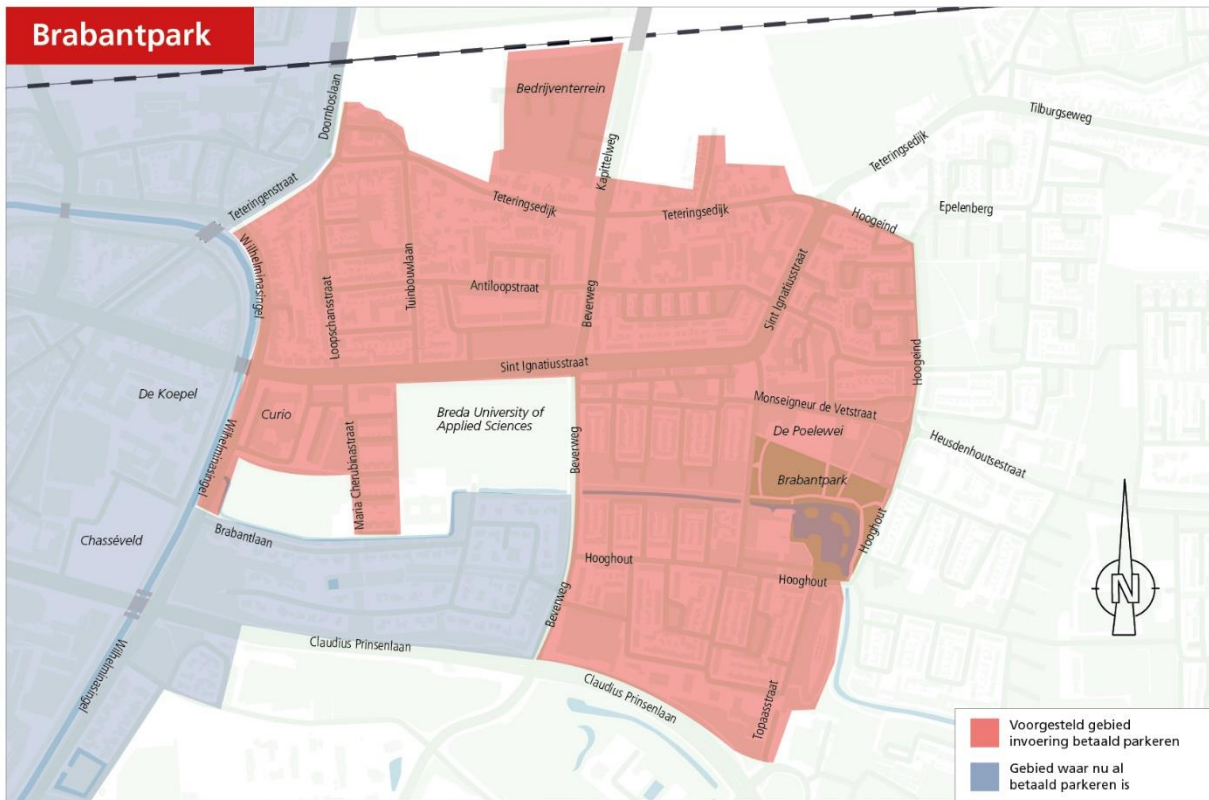 Brabantpark
Bedrijventerrein
Doornboslaan
Tilburgseweg
Teteringsedijk
Kapittelweg
Teteringenstraat
Teteringsedijk
Teteringsedijk
Epelenberg
Hoogeind
Wilhelminasingel
Tuinbouwlaan
Loopschansstraat
Antiloopstraat
Beverweg
Sint Ignatiusstraat
Sint Ignatiusstraat
Hoogeind
De Koepel
Curio
Breda University of
Applied Sciences
Monseigneur de Vetstraat
De Poelewei
Heusdenhoutsestraat
Wilhelminasingel
Maria Cherubinastraat
Beverweg
Brabantpark
Hooghout
Chasséveld
Brabantlaan
Hooghout
Hooghout
Beverweg
N
Claudius Prinsenlaan
Wilhelminasingel
Claudius Prinsenlaan
Topaasstraat
Voorgesteld gebied
invoering betaald parkeren
Gebied waar nu al
betaald parkeren is